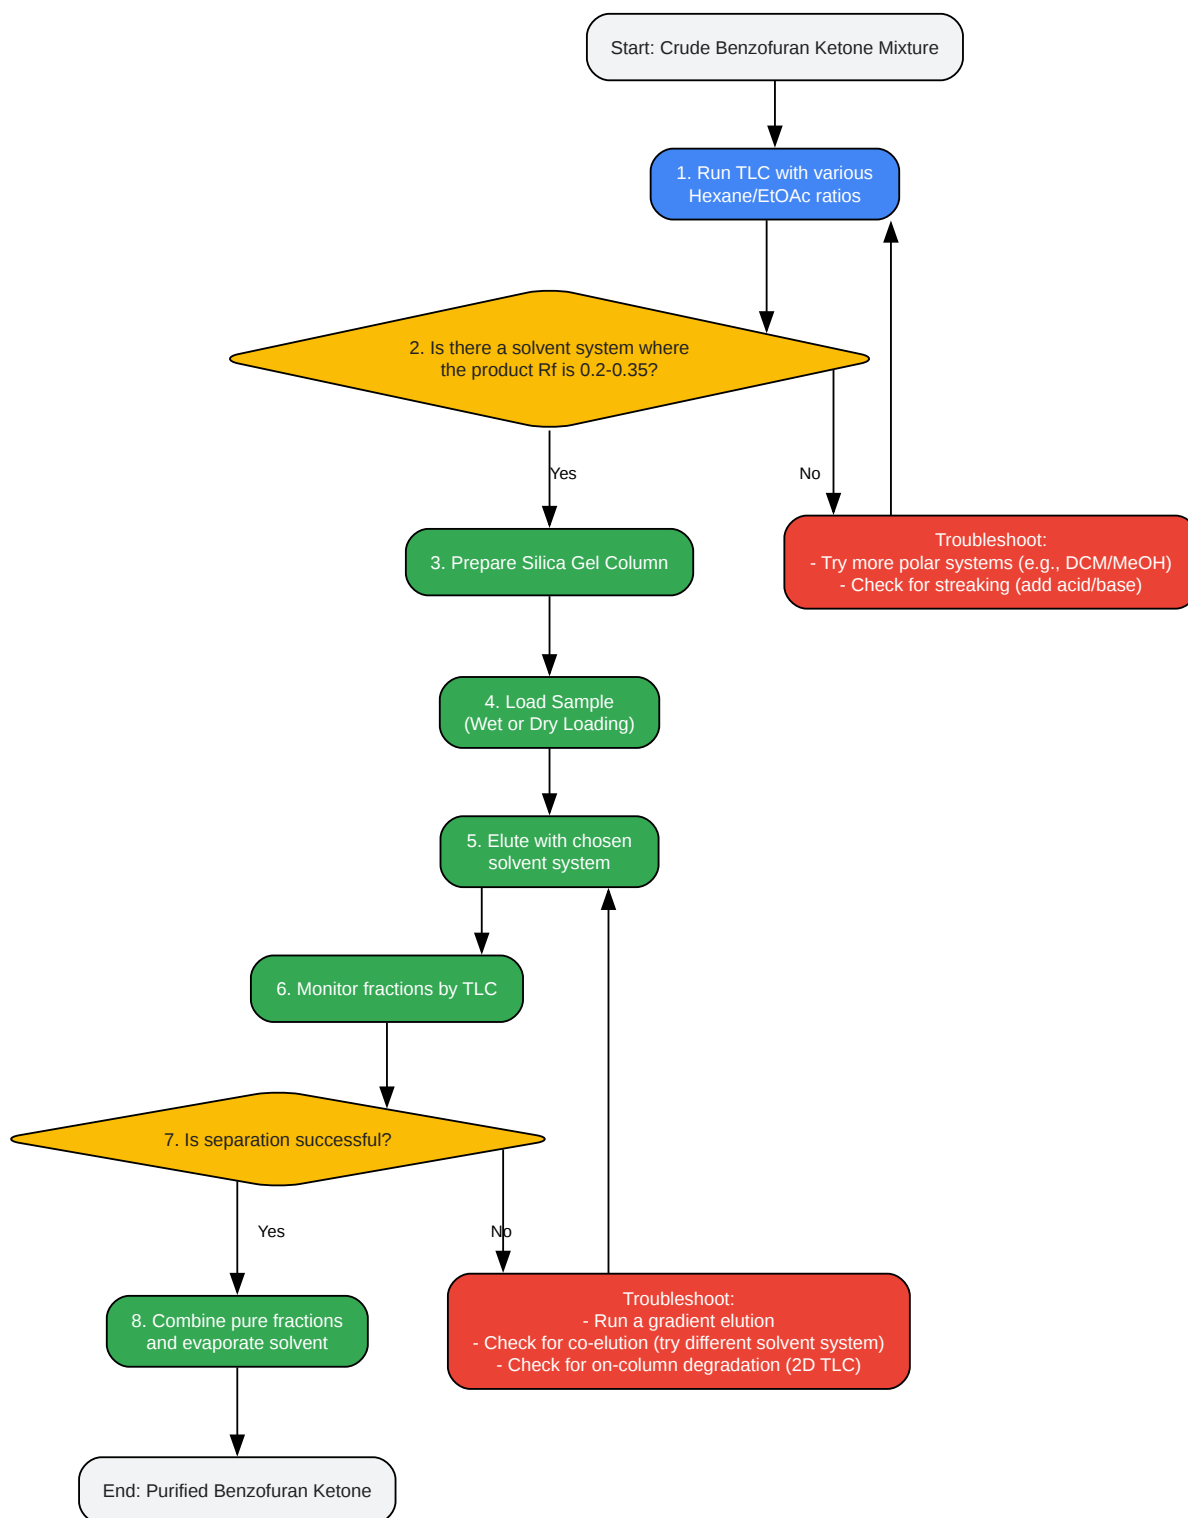 Start: Crude Benzofuran Ketone Mixture
1. Run TLC with various
Hexane/EtOAc ratios
2. Is there a solvent system where
the product Rf is 0.2-0.35?
Yes
No
3. Prepare Silica Gel Column
Troubleshoot:
- Try more polar systems (e.g., DCM/MeOH)
- Check for streaking (add acid/base)
4. Load Sample
(Wet or Dry Loading)
5. Elute with chosen
solvent system
6. Monitor fractions by TLC
7. Is separation successful?
Yes
No
8. Combine pure fractions
and evaporate solvent
Troubleshoot:
- Run a gradient elution
- Check for co-elution (try different solvent system)
- Check for on-column degradation (2D TLC)
End: Purified Benzofuran Ketone